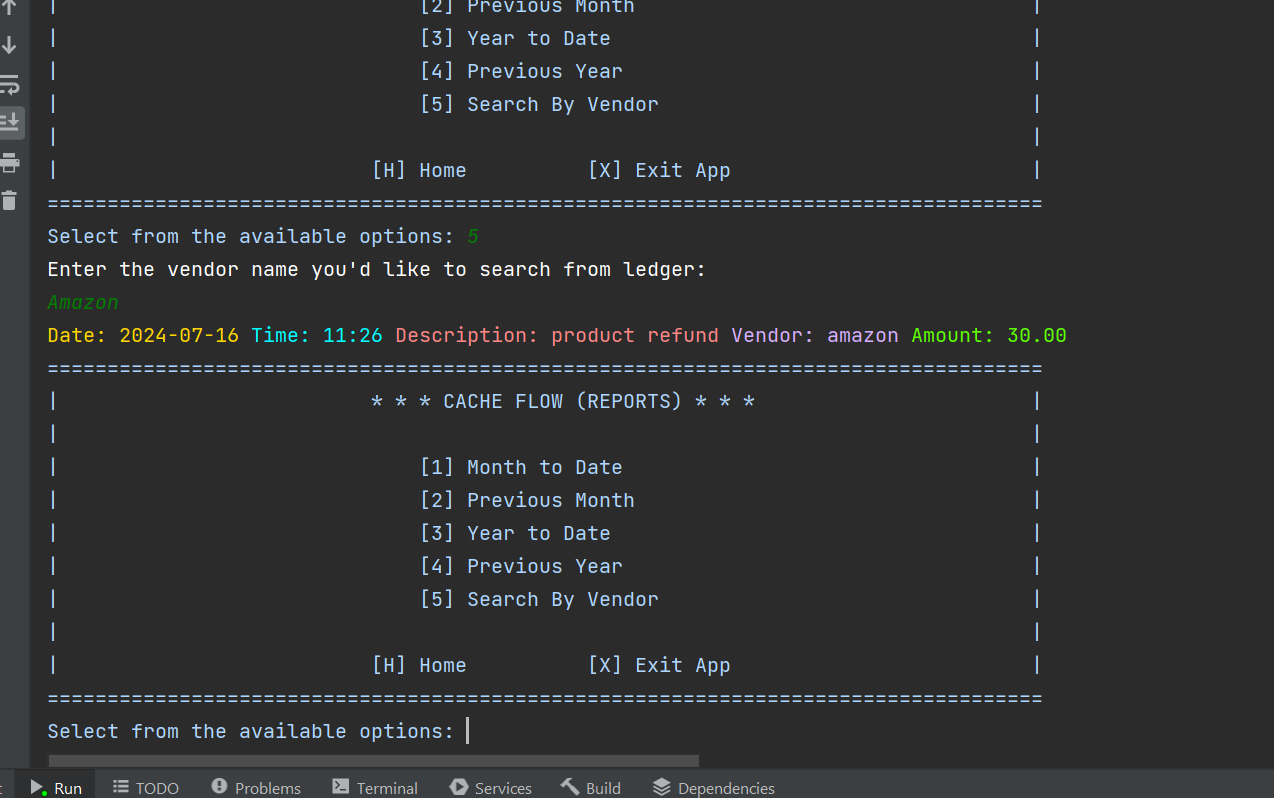 | [2] Previous Month |
| [3] Year to Date |
| [4] Previous Year |
| [5] Search By Vendor |
| |
| [H] Home [X] Exit App |
===================================================================================
Select from the available options: 5
Enter the vendor name you'd like to search from ledger:
Amazon
Date: 2024-07-16 Time: 11:26 Description: product refund Vendor: amazon Amount: 30.00
===================================================================================
| * * * CACHE FLOW (REPORTS) * * * |
| |
| [1] Month to Date |
| [2] Previous Month |
| [3] Year to Date |
| [4] Previous Year |
| [5] Search By Vendor |
| |
| [H] Home [X] Exit App |
===================================================================================
Select from the available options:
Run TODO Problems Terminal Services Build Dependencies